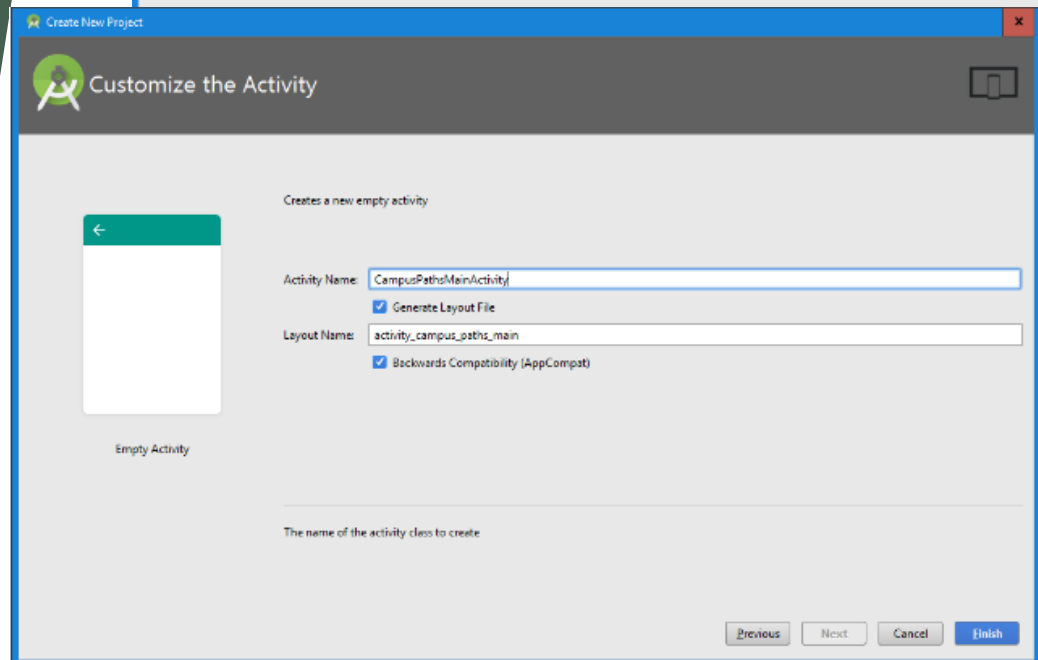 Create New Project
Customize the Activity
Creates a new empty activity
Activity Name: CampusPathsMainActivity
Generate Layout File
Layout Name: activity_campus_paths_main
Backwards Compatibility (AppCompat)
Empty Activity
The name of the activity class to create
Previous Next Cancel Finish